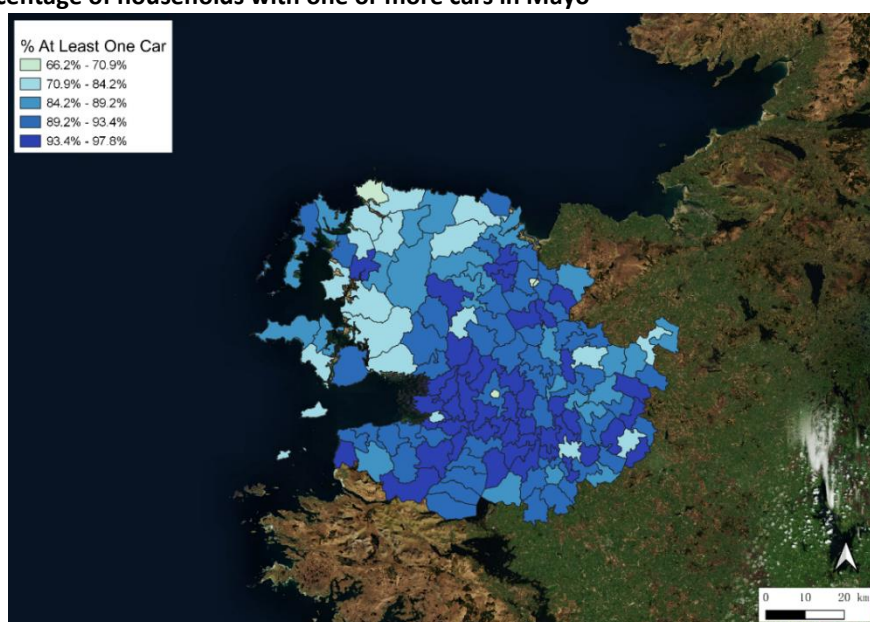 centage of households with one or more cars in Mayo
% At Least One Car
66.2% - 70.9%
70.9% - 84.2%
84.2% - 89.2%
89.2% - 93.4%
93.4% - 97.8%
0 10 20 km